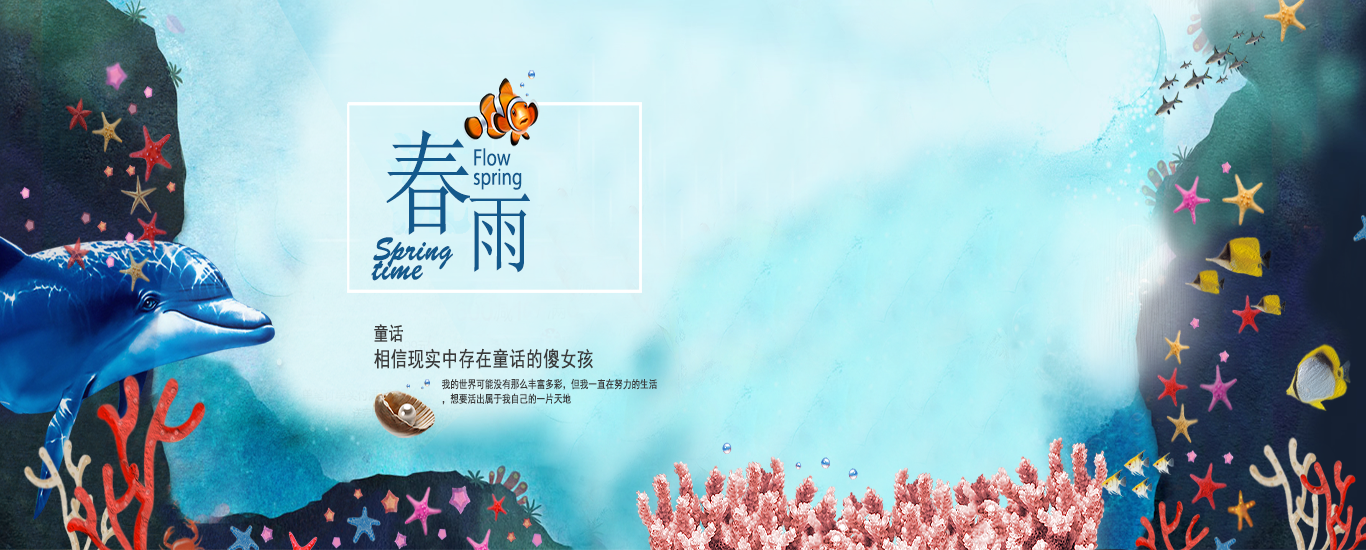 春
Flow
spring
雨
Spring
time
童话
相信现实中存在童话的傻女孩
我的世界可能没有那么丰富多彩，但我一直在努力的生活
，想要活出属于我自己的一片天地